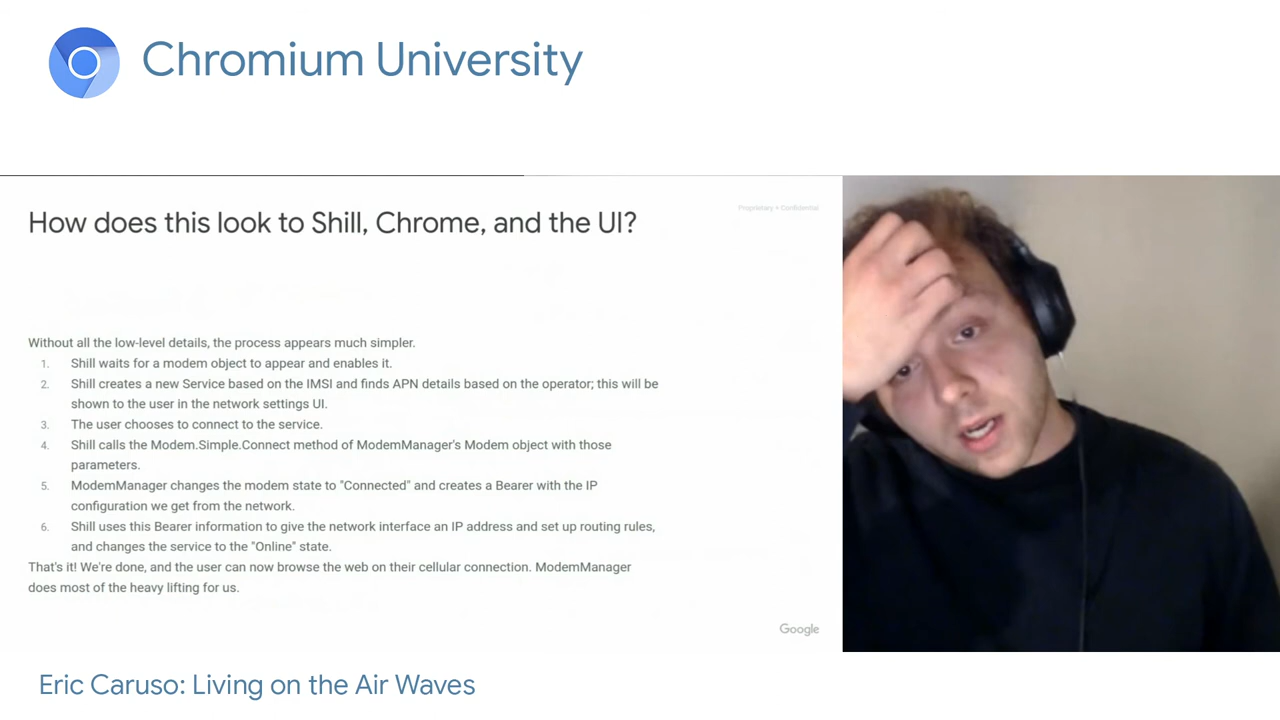 Chromium University
Proprietary + Confidential
How does this look to Shill, Chrome, and the UI?
Without all the low-level details, the process appears much simpler.
1. Shill waits for a modem object to appear and enables it.
2. Shill creates a new Service based on the IMSI and finds APN details based on the operator; this will be
shown to the user in the network settings UI.
3. The user chooses to connect to the service.
4. Shill calls the Modem.Simple.Connect method of ModemManager's Modem object with those
parameters.
5. ModemManager changes the modem state to "Connected" and creates a Bearer with the IP
configuration we get from the network.
6. Shill uses this Bearer information to give the network interface an IP address and set up routing rules,
and changes the service to the "Online" state.
That's it! We're done, and the user can now browse the web on their cellular connection. ModemManager
does most of the heavy lifting for us.
Google
Eric Caruso: Living on the Air Waves